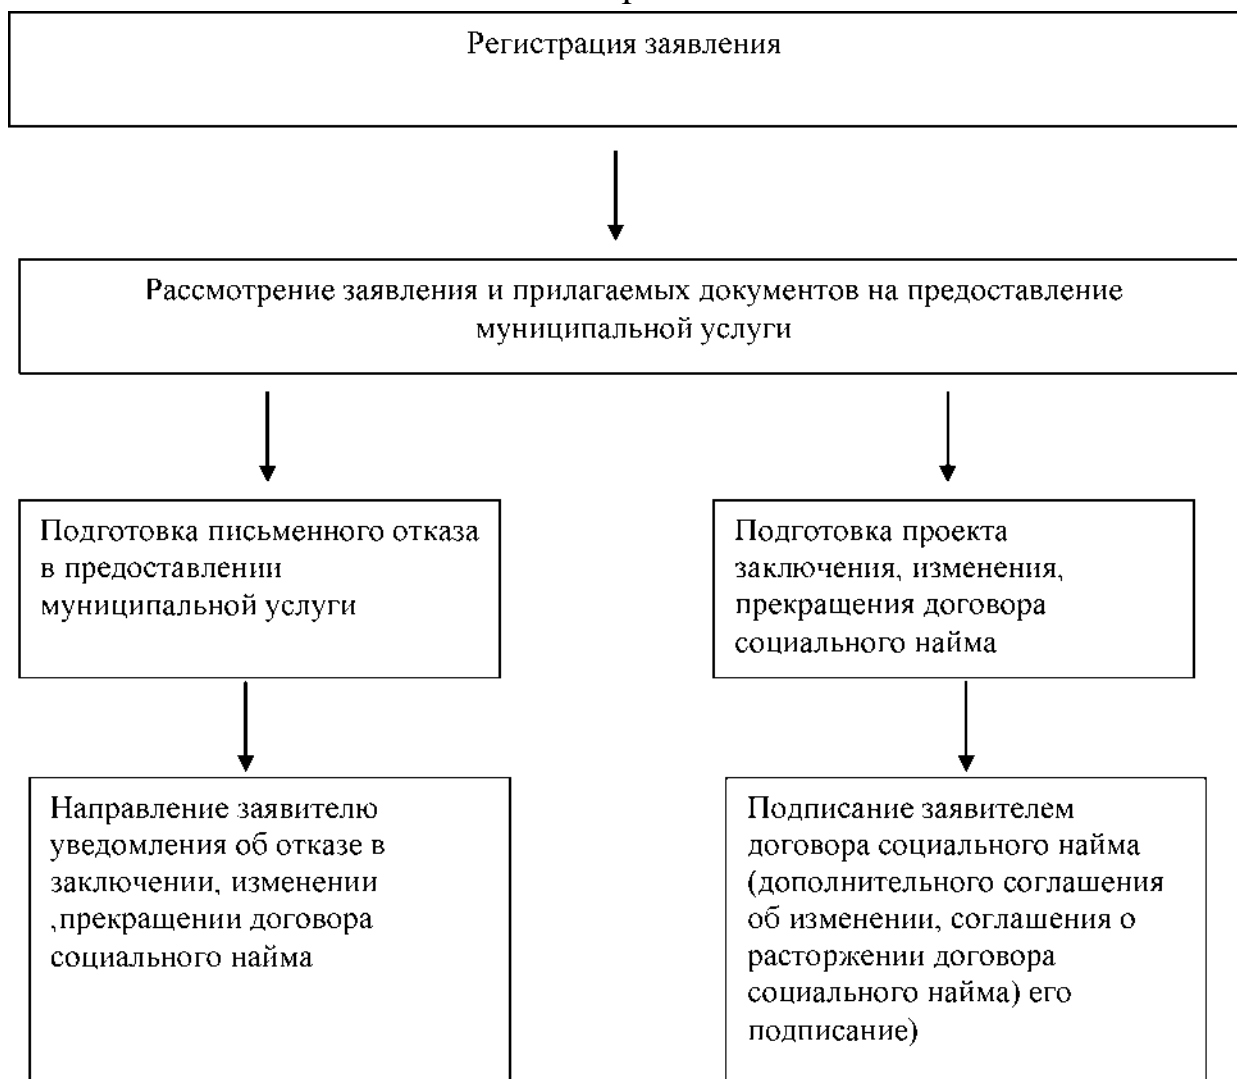 Регистрация заявления
Рассмотрение заявления и прилагаемых документов на предоставление
муниципальной услуги
Подготовка письменного отказа
в предоставлении
муниципальной услуги
Подготовка проекта
заключения, изменения,
прекращения договора
социального найма
Направление заявителю
уведомления об отказе в
заключении, изменении
,прекращении договора
социального найма
Подписание заявителем
договора социального найма
(дополнительного соглашения
об изменении, соглашения о
расторжении договора
социального найма) его
подписание)